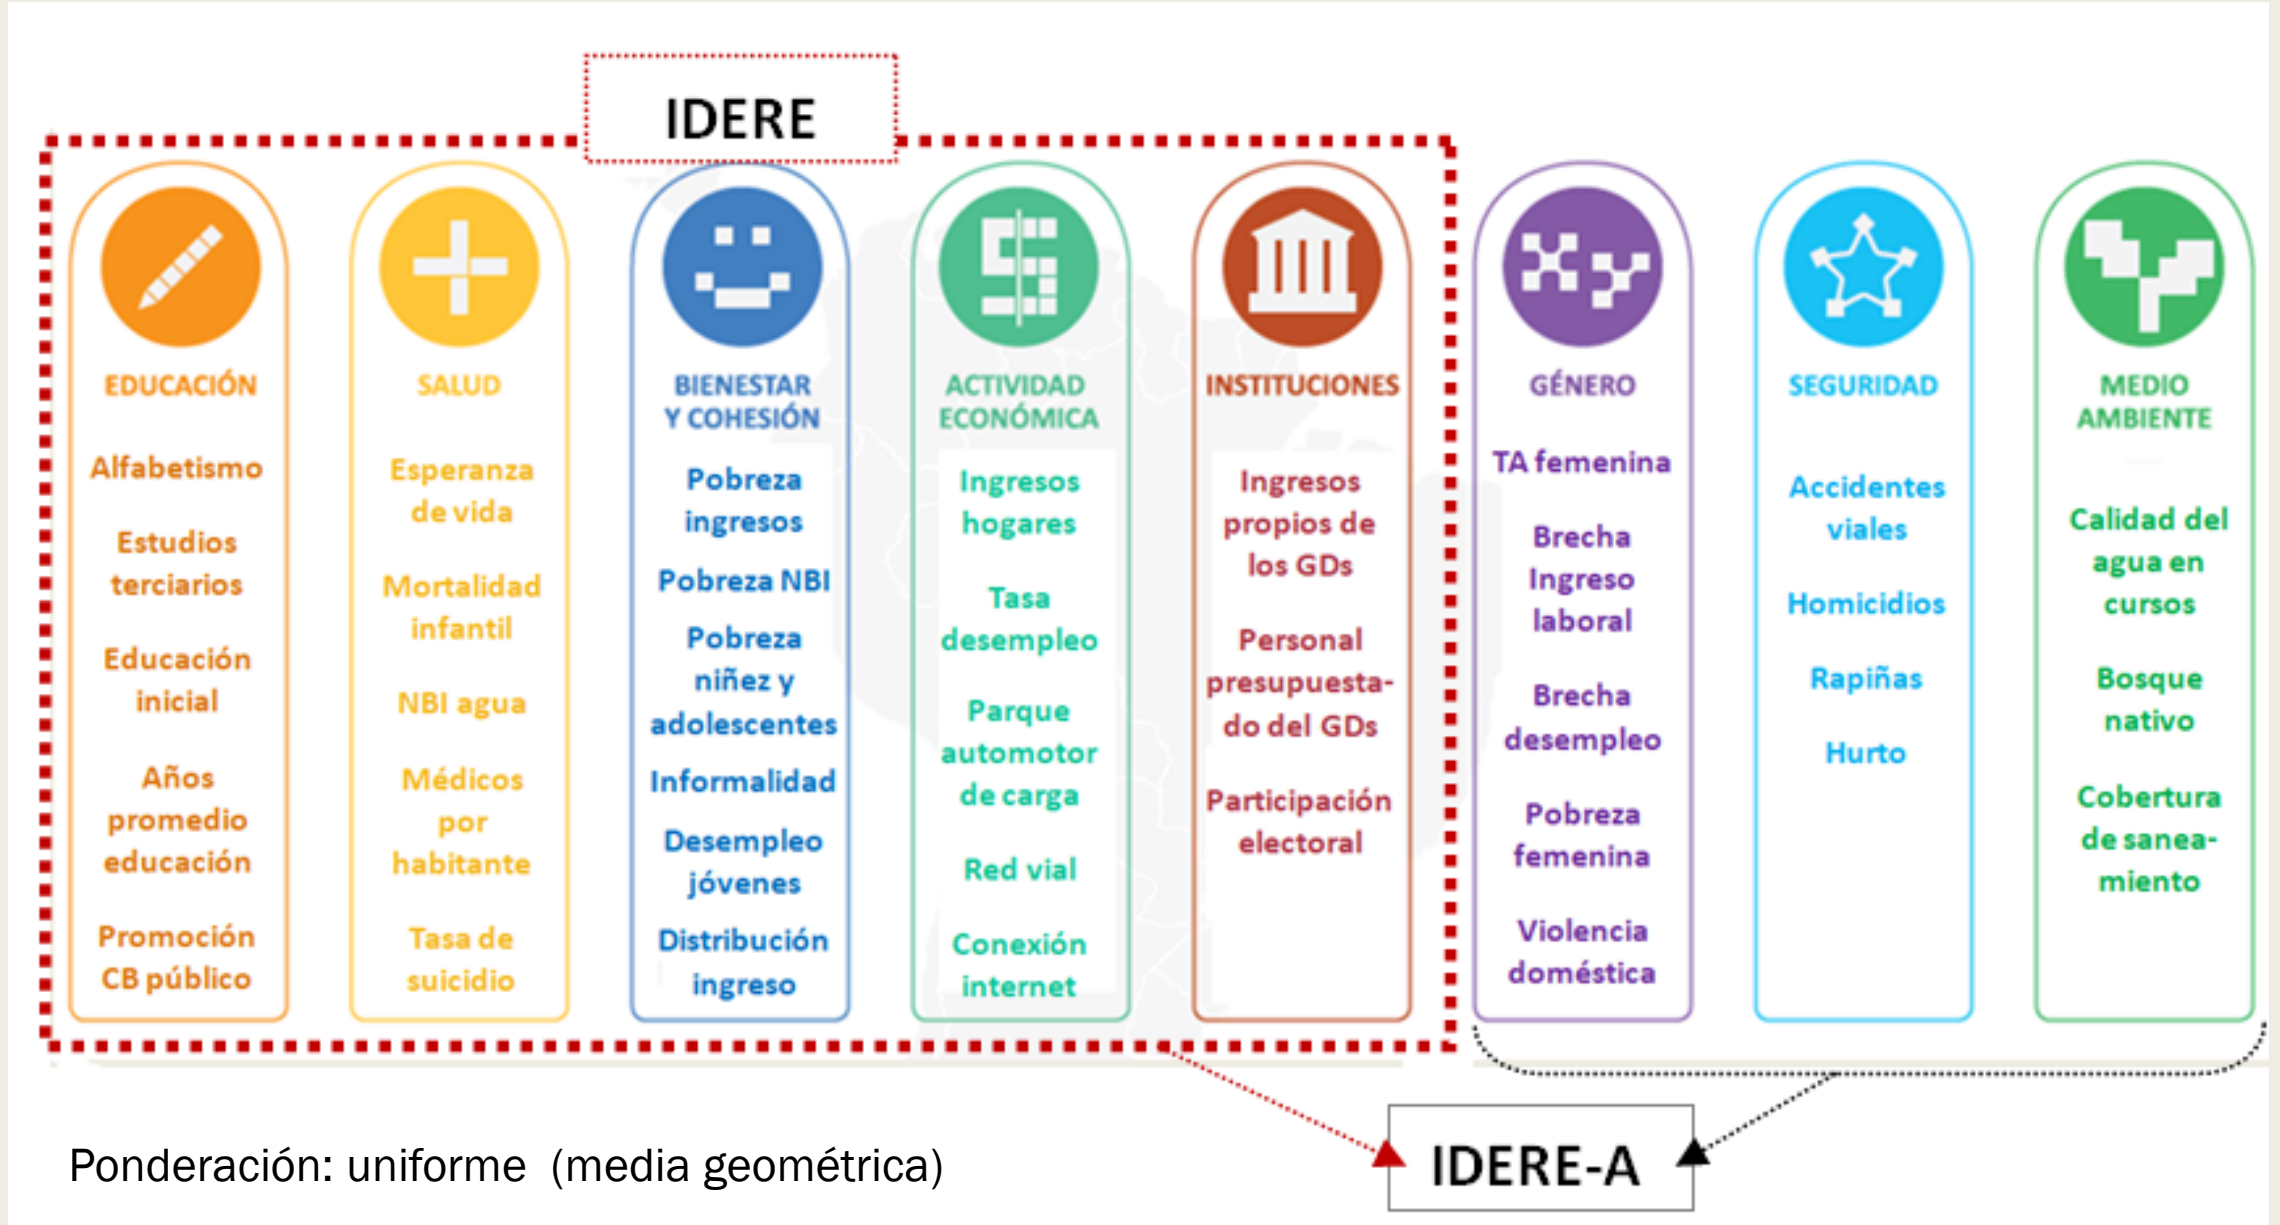 IDERE
EDUCACIÓN
Alfabetismo
Estudios
terciarios
Educación
inicial
Años
promedio
educación
Promoción
CB público
SALUD
Esperanza
de vida
Mortalidad
infantil
NBI agua
Médicos
por
habitante
Tasa de
suicidio
BIENESTAR
Y COHESIÓN
Pobreza
ingresos
Pobreza NBI
Pobreza
niñez y
adolescentes
Informalidad
Desempleo
jóvenes
Distribución
ingreso
ACTIVIDAD
ECONÓMICA
Ingresos
hogares
Tasa
desempleo
Parque
automotor
de carga
Red vial
Conexión
internet
INSTITUCIONES
Ingresos
propios de
los GDs
Personal
presupuesta-
do del GDs
Participación
electoral
GÉNERO
TA femenina
Brecha
Ingreso
laboral
Brecha
desempleo
Pobreza
femenina
Violencia
doméstica
SEGURIDAD
Accidentes
viales
Homicidios
Rapiñas
Hurto
MEDIO
AMBIENTE
Calidad del
agua en
cursos
Bosque
nativo
Cobertura
de sanea-
miento
Ponderación: uniforme (media geométrica)
IDERE-A